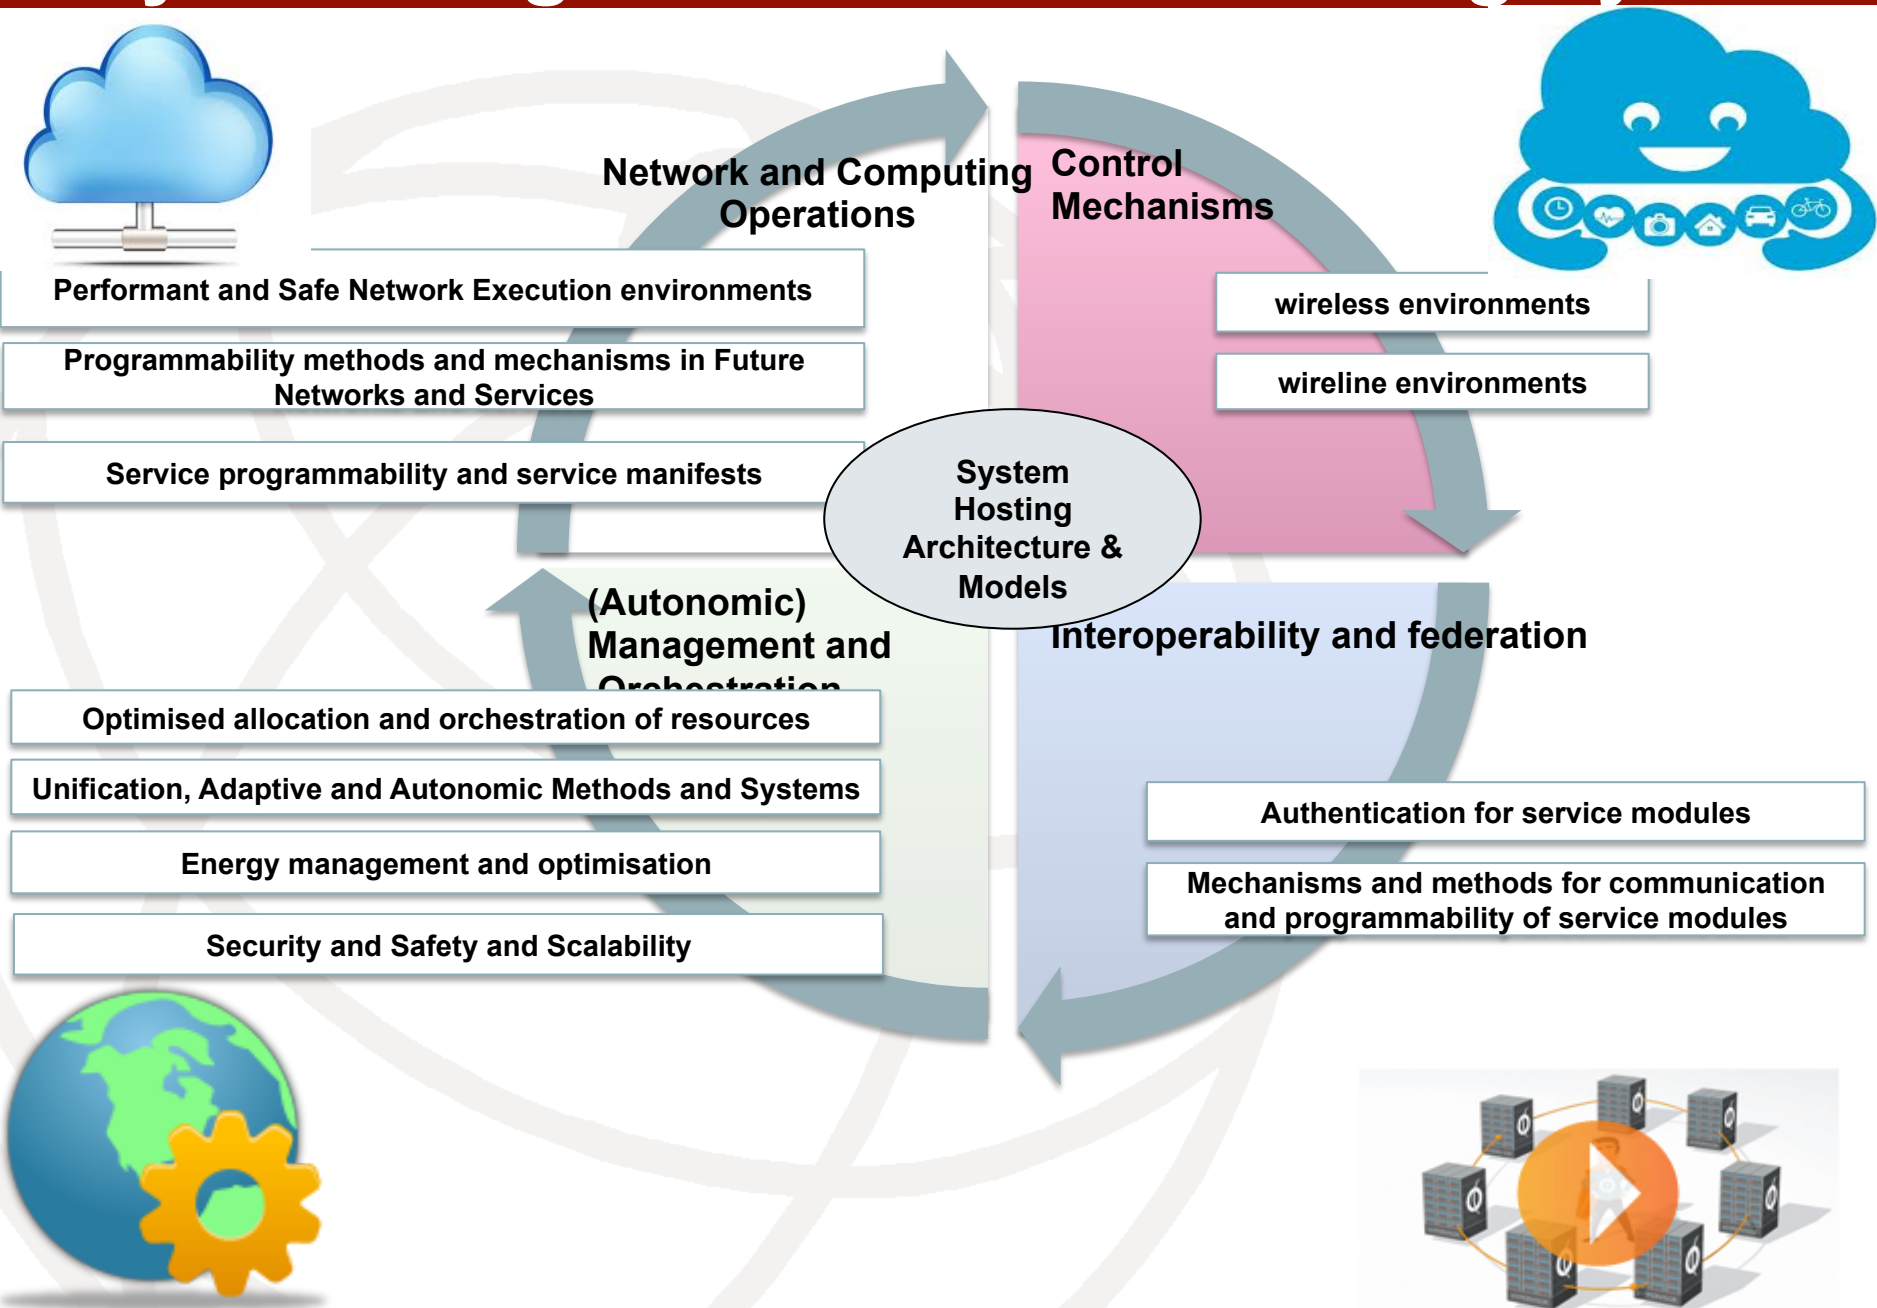 Network and Computing
Operations
Control
Mechanisms
Performant and Safe Network Execution environments
Programmability methods and mechanisms in Future
Networks and Services
Service programmability and service manifests
wireless environments
wireline environments
System
Hosting
Architecture &
Models
(Autonomic)
Management and
Orchestration
Interoperability and federation
Optimised allocation and orchestration of resources
Unification, Adaptive and Autonomic Methods and Systems
Energy management and optimisation
Security and Safety and Scalability
Authentication for service modules
Mechanisms and methods for communication
and programmability of service modules